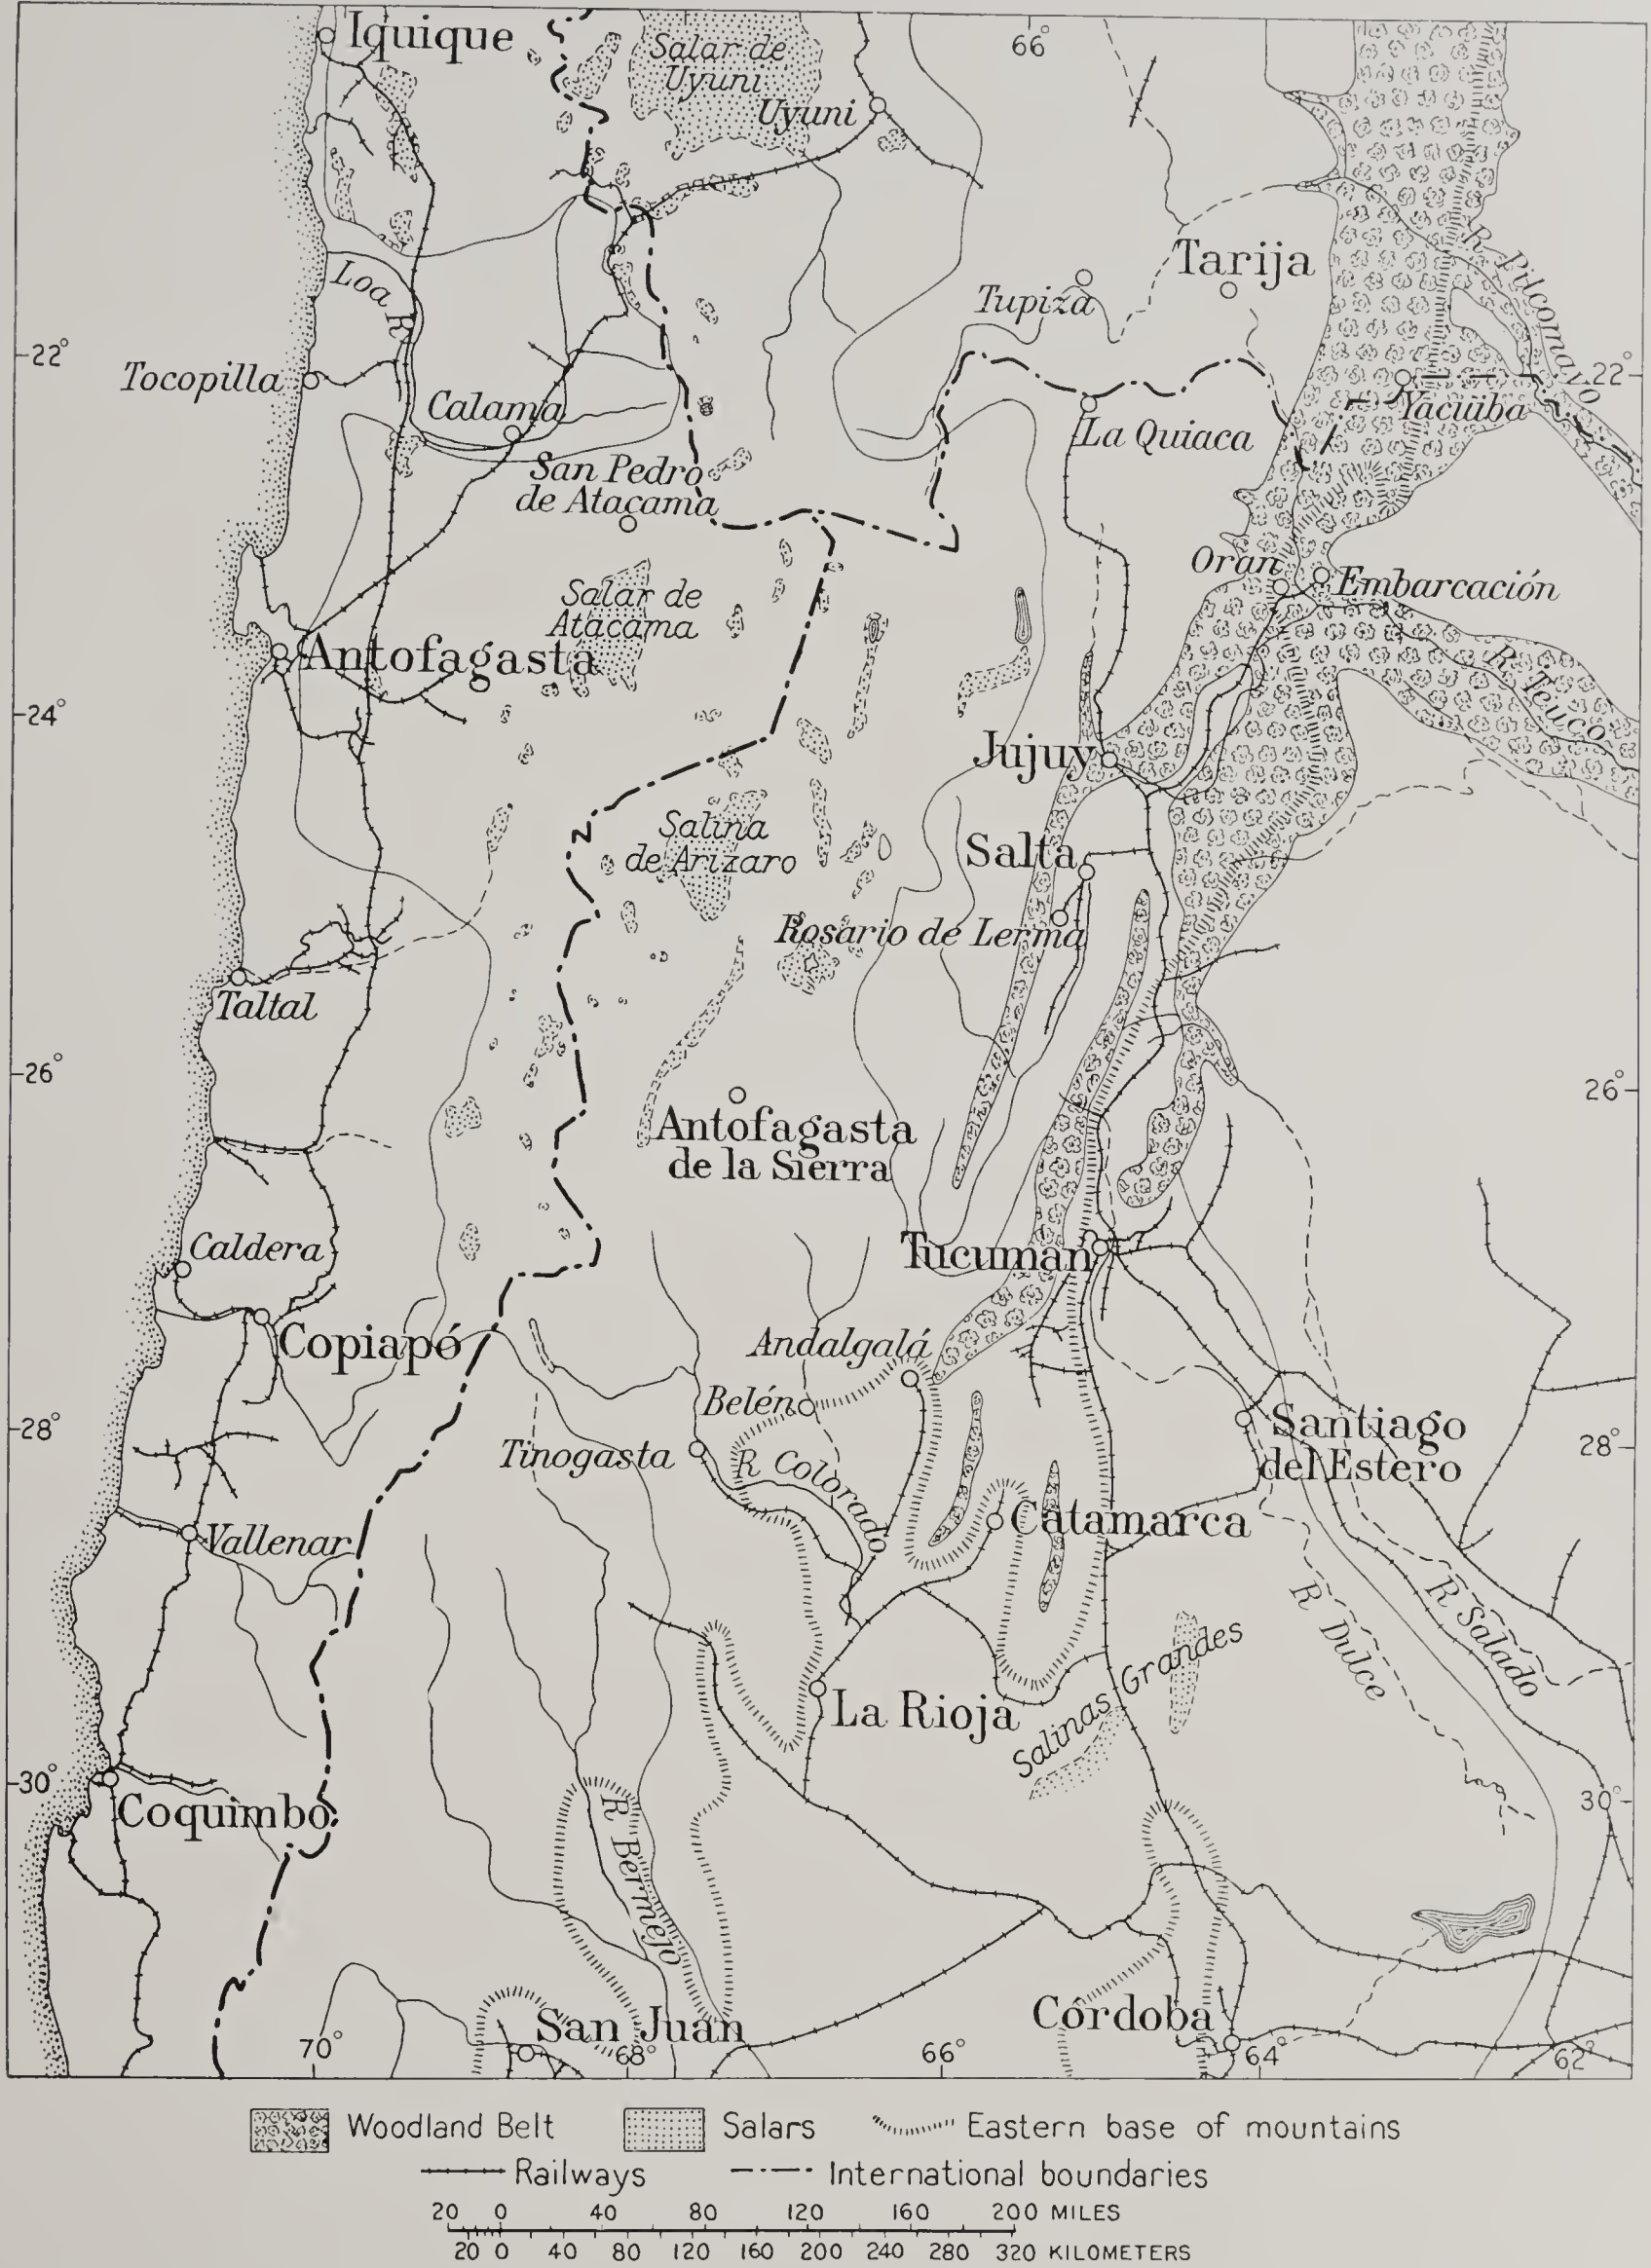 Iquique
Salar de
Uyuni
66°
Uyuni
Loa R
Tarija
R Pilcomayo
Tupiza
22°
Tocopilla
22°
Calama
Yacuiba
La Quiaca
San Pedro
de Atacama
Oran
Embarcación
Salar de
Atacama
Antofagasta
R Teuco
24°
Jujuy
Salina
de Arizaro
Salta
Rosario de Lerma
Taltal
26°
26°
Antofagasta
de la Sierra
Caldera
Tucuman
Copiapó
Andalgalá
Belén
28°
Santiago
del Estero
28°
Tinogasta
R Colorado
Catamarca
Vallenar
R Dulce
R Salado
Salinas Grandes
La Rioja
30°
30°
Coquimbo
R Bermejo
San Juan
Córdoba
70°
68°
66°
64°
62°
Woodland Belt
Salars
Eastern base of mountains
Railways
International boundaries
20 0 40 80 120 160 200 MILES
20 0 40 80 120 160 200 240 280 320 KILOMETERS